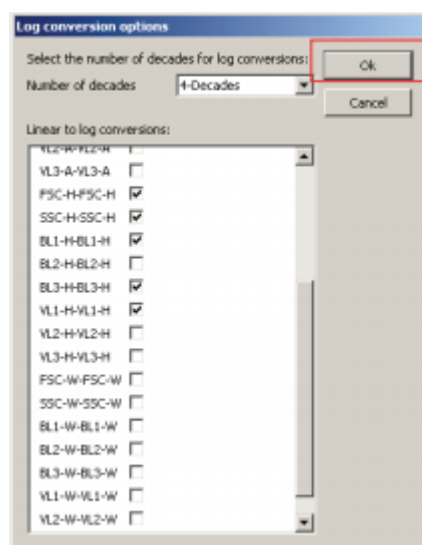 Log conversion options
Select the number of decades for log conversions:
Ok
Number of decades
4-Decades
Cancel
Linear to log conversions:
VL2-A-VL2-A
VL3-A-VL3-A
FSC-H-FSC-H
SSC-H-SSC-H
BL1-H-BL1-H
BL2-H-BL2-H
BL3-H-BL3-H
VL1-H-VL1-H
VL2-H-VL2-H
VL3-H-VL3-H
FSC-W-FSC-W
SSC-W-SSC-W
BL1-W-BL1-W
BL2-W-BL2-W
BL3-W-BL3-W
VL1-W-VL1-W
VL2-W-VL2-W